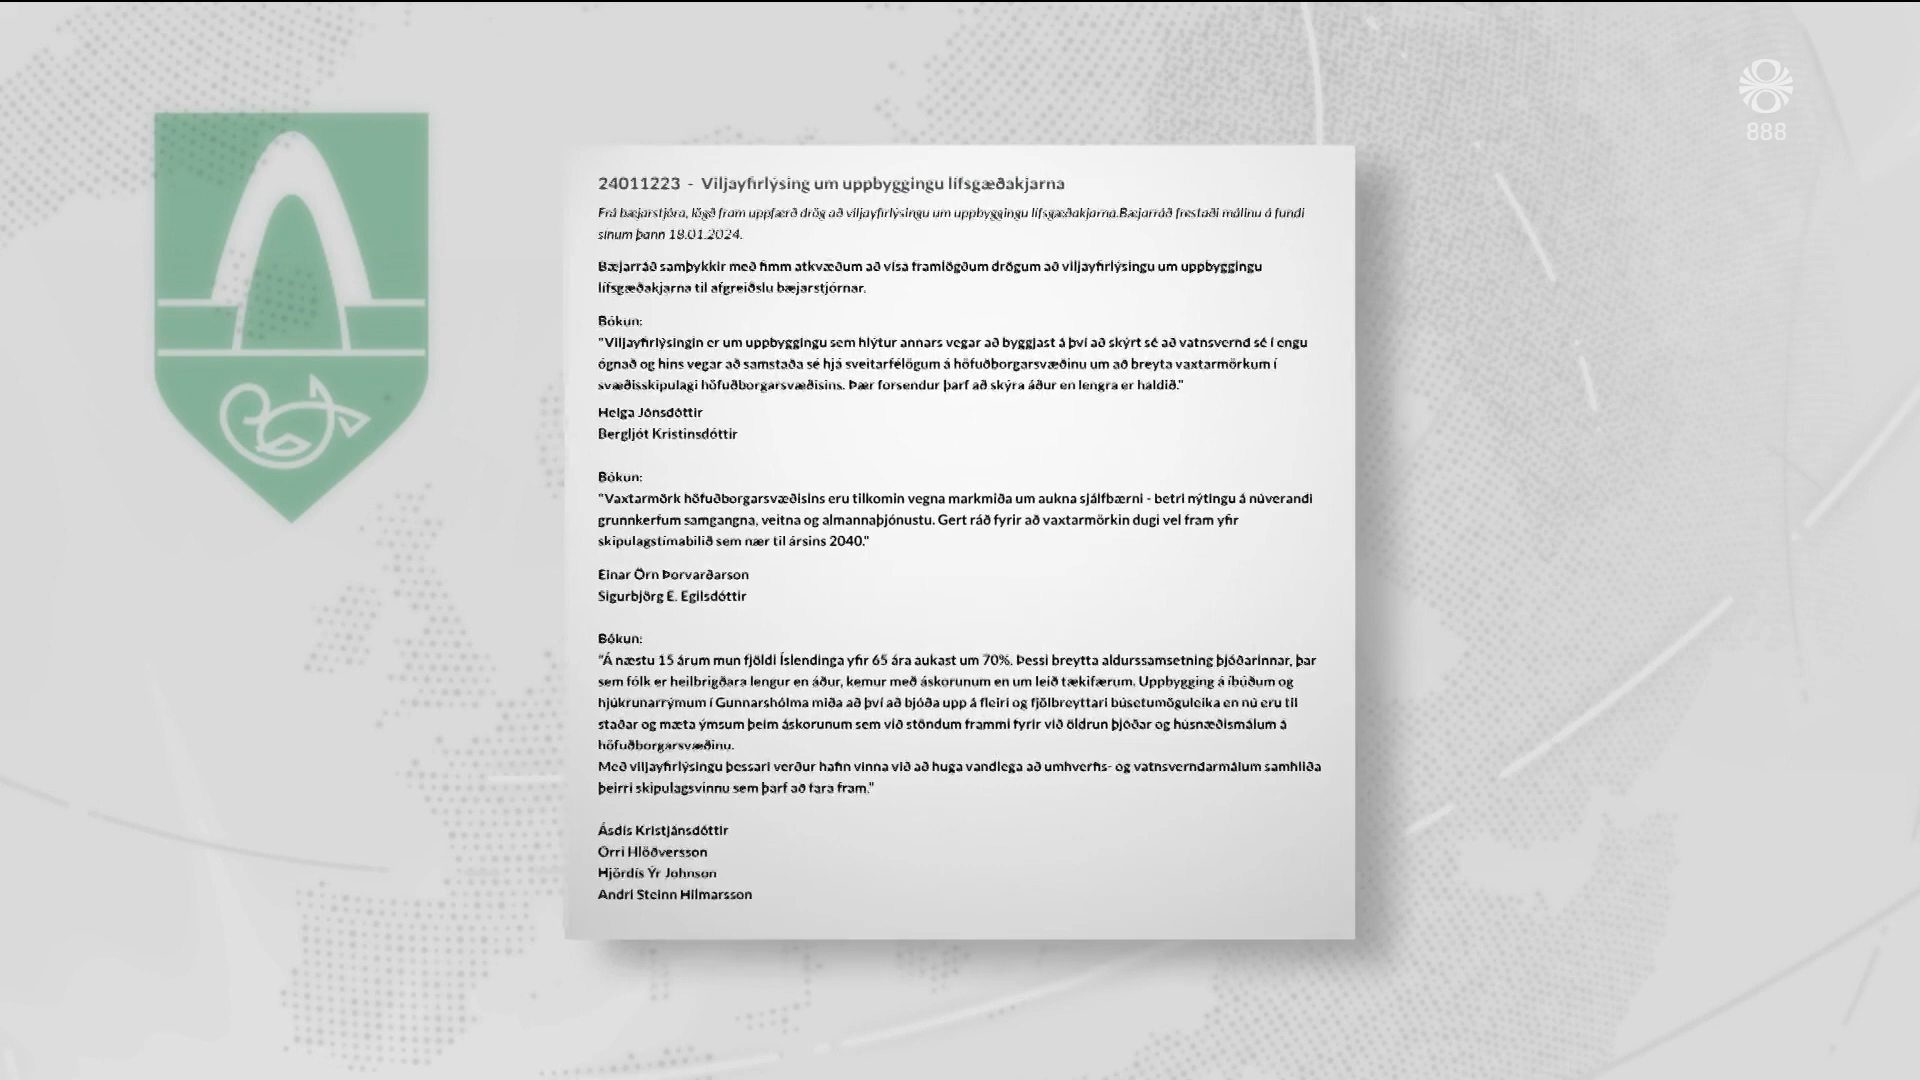 888
24011223 - Viljayfirlýsing um uppbyggingu lífsgæðakjarna
Frá bæjarstjóra, lögð fram uppfærð drög að viljayfirlýsingu um uppbyggingu lífsgæðakjarna.Bæjarráð frestaði málinu á fundi
sínum þann 18.01.2024.
Bæjarráð samþykkir með fimm atkvæðum að vísa framlögðum drögum að viljayfirlýsingu um uppbyggingu
lífsgæðakjarna til afgreiðslu bæjarstjórnar.
Bókun:
"Viljayfirlýsingin er um uppbyggingu sem hlýtur annars vegar að byggjast á því að skýrt sé að vatnsvernd sé í engu
ógnað og hins vegar að samstaða sé hjá sveitarfélögum á höfuðborgarsvæðinu um að breyta vaxtarmörkum í
svæðisskipulagi höfuðborgarsvæðisins. Þær forsendur þarf að skýra áður en lengra er haldið."
Helga Jónsdóttir
Bergljót Kristinsdóttir
Bókun:
"Vaxtarmörk höfuðborgarsvæðisins eru tilkomin vegna markmiða um aukna sjálfbærni - betri nýtingu á núverandi
grunnkerfum samgangna, veitna og almannaþjónustu. Gert ráð fyrir að vaxtarmörkin dugi vel fram yfir
skipulagstímabilið sem nær til ársins 2040."
Einar Örn Þorvarðarson
Sigurbjörg E. Egilsdóttir
Bókun:
"Á næstu 15 árum mun fjöldi Íslendinga yfir 65 ára aukast um 70%. Þessi breytta aldurssamsetning þjóðarinnar, þar
sem fólk er heilbrigðara lengur en áður, kemur með áskorunum en um leið tækifærum. Uppbygging á íbúðum og
hjúkrunarrýmum í Gunnarshólma miða að því að bjóða upp á fleiri og fjölbreyttari búsetumöguleika en nú eru til
staðar og mæta ýmsum þeim áskorunum sem við stöndum frammi fyrir við öldrun þjóðar og húsnæðismálum á
höfuðborgarsvæðinu.
Með viljayfirlýsingu þessari verður hafin vinna við að huga vandlega að umhverfis- og vatnsverndarmálum samhliða
þeirri skipulagsvinnu sem þarf að fara fram."
Ásdís Kristjánsdóttir
Orri Hlöðversson
Hjördís Ýr Johnson
Andri Steinn Hilmarsson